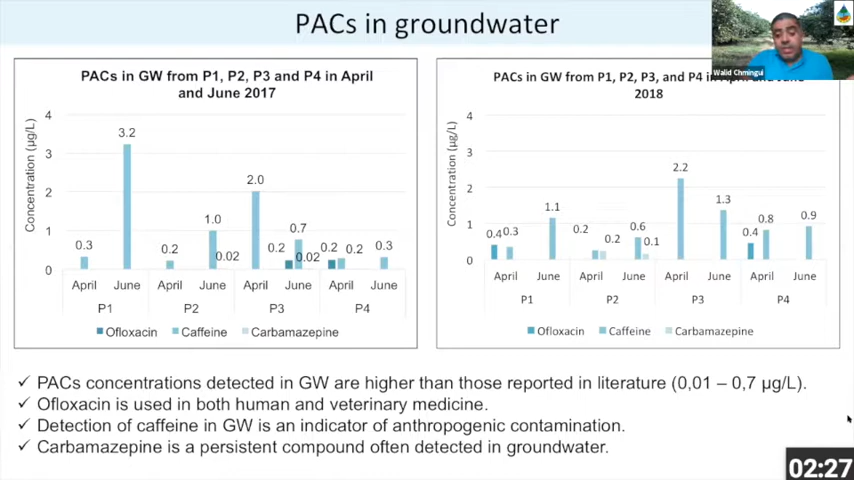 PACs in groundwater
Walid Chmingui
PACs in GW from P1, P2, P3 and P4 in April
and June 2017
Concentration (µg/L)
4
3
2
1
0
0.3
3.2
0.2
1.0
0.02
2.0
0.2
0.7
0.02
0.2
0.2
0.3
April
June
April
June
April
June
April
June
P1
P2
P3
P4
Ofloxacin
Caffeine
Carbamazepine
PACs in GW from P1, P2, P3, and P4 in April and June
2018
Concentration (µg/L)
4
3
2
1
0
0.4
0.3
1.1
0.2
0.2
0.6
0.1
2.2
1.3
0.4
0.8
0.9
April
June
April
June
April
June
April
June
P1
P2
P3
P4
Ofloxacin
Caffeine
Carbamazepine
✓ PACs concentrations detected in GW are higher than those reported in literature (0,01 – 0,7 µg/L).
✓ Ofloxacin is used in both human and veterinary medicine.
✓ Detection of caffeine in GW is an indicator of anthropogenic contamination.
✓ Carbamazepine is a persistent compound often detected in groundwater.
02:27